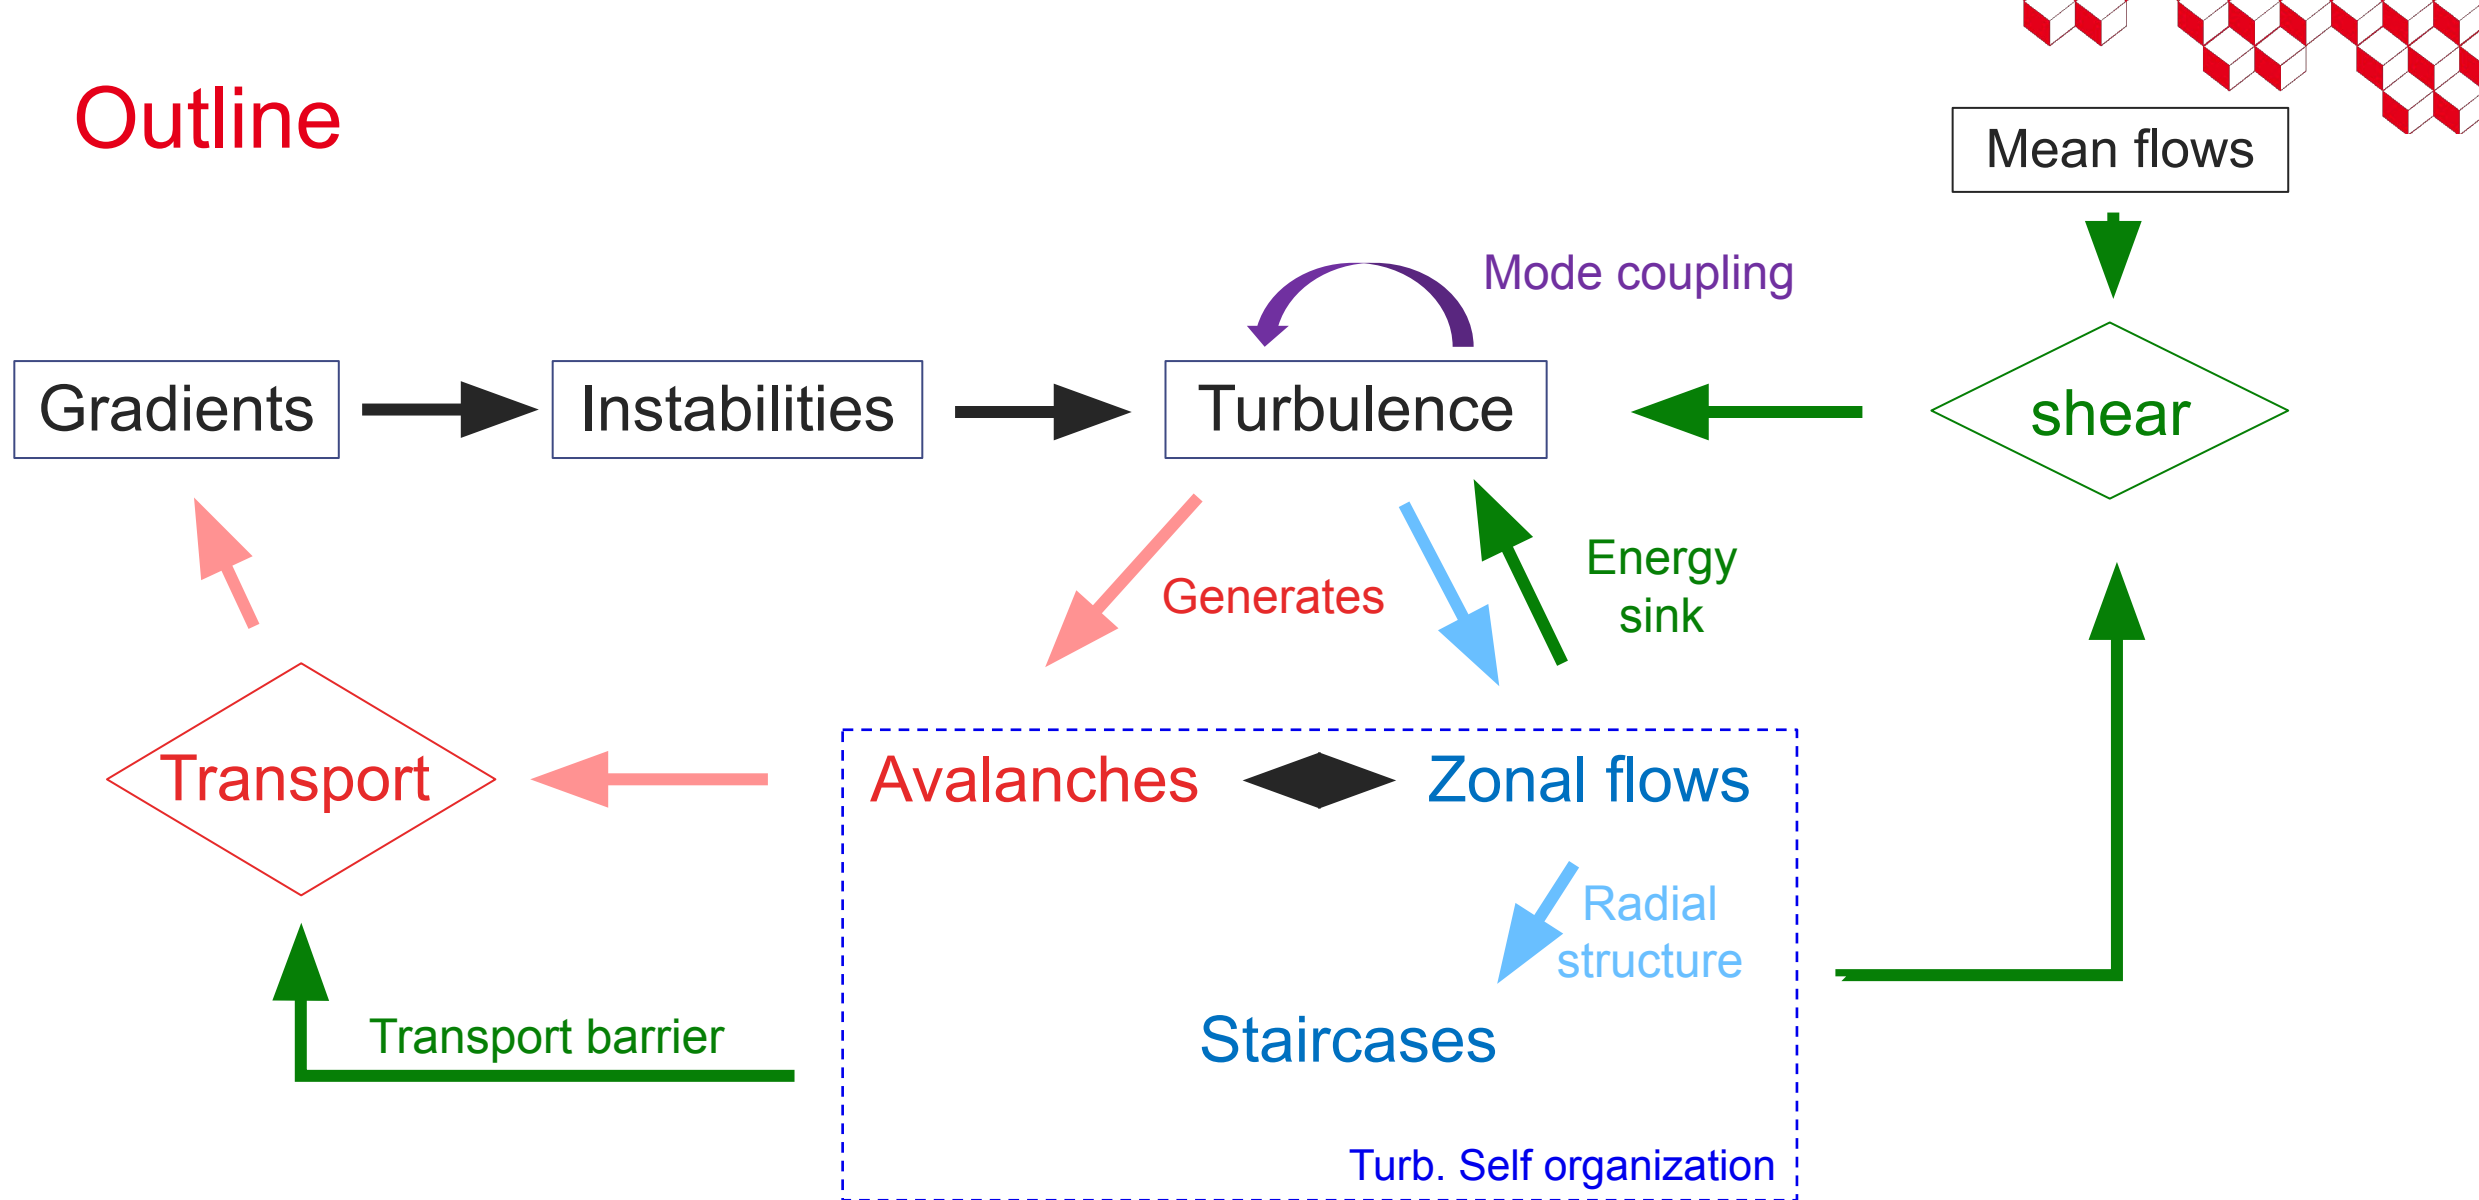 Outline
Mean flows
Mode coupling
Gradients
Instabilities
Turbulence
shear
Generates
Energy
sink
Transport
Avalanches
Zonal flows
Radial
structure
Transport barrier
Staircases
Turb. Self organization